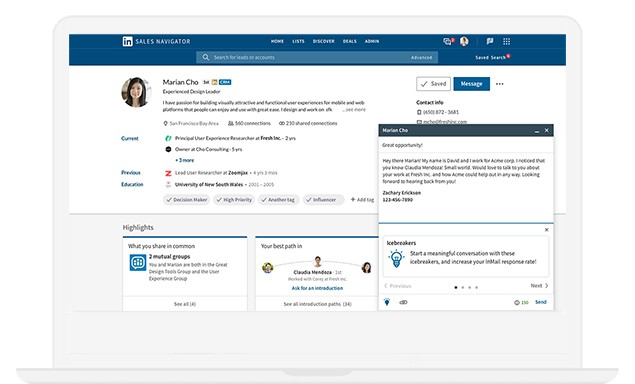 in SALES NAVIGATOR
HOME LISTS DISCOVER DEALS ADMIN
Search for leads or accounts Advanced
Saved Search
Marian Cho 1st in CRM
Experienced Design Leader
I have passion for building visually attractive and functional user experiences for mobile and web
platforms that people can enjoy and use with great ease. I design and work on ...see more
San Francisco Bay Area 560 connections 230 shared connections
Saved Message
Contact info
(650) 872 - 3681
mcho@freshinc.com
Current
Principal User Experience Researcher at Fresh Inc. - 2 yrs
Owner at Cho Consulting - 5 yrs
+ 3 more
Previous Lead User Researcher at Zoomjax - 4 yrs 3 mos
Education University of New South Wales - 2001 - 2005
Decision Maker High Priority Another tag Influencer + Add tag
Marian Cho
Great opportunity!
Hey there Marian! My name is David and I work for Acme corp. I noticed that
you know Claudia Mendoza! Small world. Would love to talk to you about
your work at Fresh Inc. and how Acme could help out in any way. Looking
forward to hearing back from you!
Zachary Erickson
123-456-7890
Icebreakers
Start a meaningful conversation with these
icebreakers, and increase your InMail response rate!
Previous Next
150 Send
Highlights
What you share in common
2 mutual groups
You and Marian are both in the Great
Design Tools Group and the User
Experience Group
See all (4)
Your best path in
Claudia Mendoza · 1st
Worked with Carey at Fresh Inc.
Ask for an introduction
See all introduction paths (34)